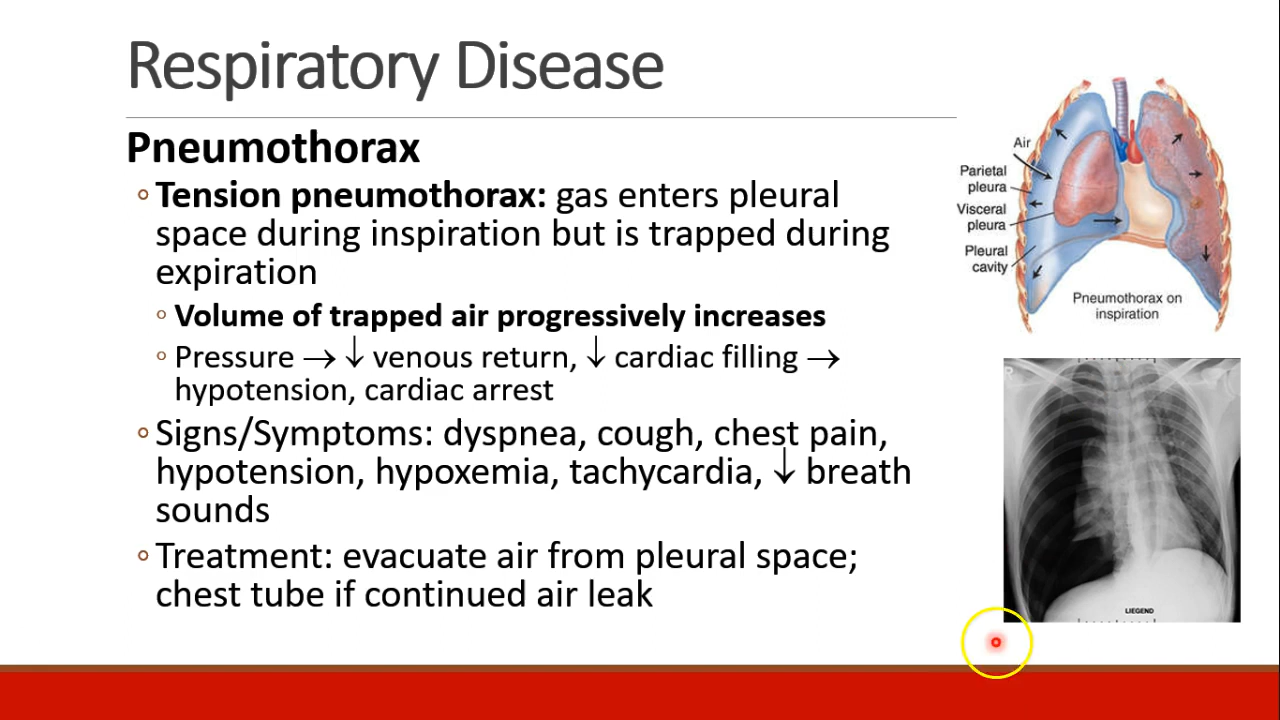 Respiratory Disease
Pneumothorax
◦ Tension pneumothorax: gas enters pleural
space during inspiration but is trapped during
expiration
◦ Volume of trapped air progressively increases
◦ Pressure → ↓ venous return, ↓ cardiac filling →
hypotension, cardiac arrest
◦ Signs/Symptoms: dyspnea, cough, chest pain,
hypotension, hypoxemia, tachycardia, ↓ breath
sounds
◦ Treatment: evacuate air from pleural space;
chest tube if continued air leak
Air
Parietal
pleura
Visceral
pleura
Pleural
cavity
Pneumothorax on
inspiration
LIEGEND